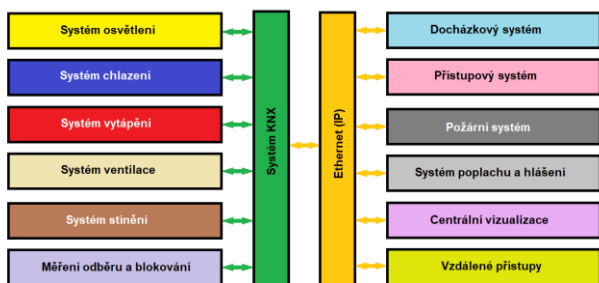 Systém osvětlení
Systém chlazení
Systém vytápění
Systém ventilace
Systém stínění
Měření odběru a blokování
Systém KNX
Ethernet (IP)
Docházkový systém
Přístupový systém
Požární systém
Systém poplachu a hlášení
Centrální vizualizace
Vzdálené přístupy